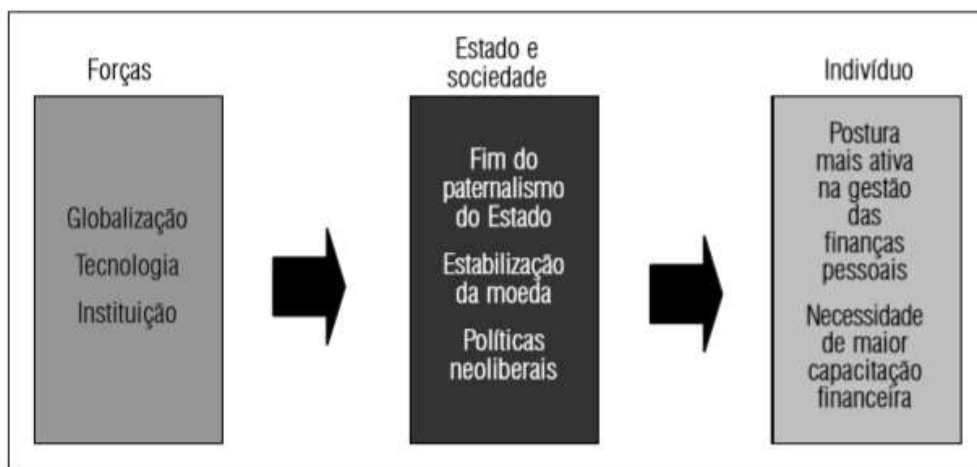 Forças
Globalização
Tecnologia
Instituição
Estado e
sociedade
Fim do
paternalismo
do Estado
Estabilização
da moeda
Políticas
neoliberais
Indivíduo
Postura
mais ativa
na gestão
das
finanças
pessoais
Necessidade
de maior
capacitação
financeira